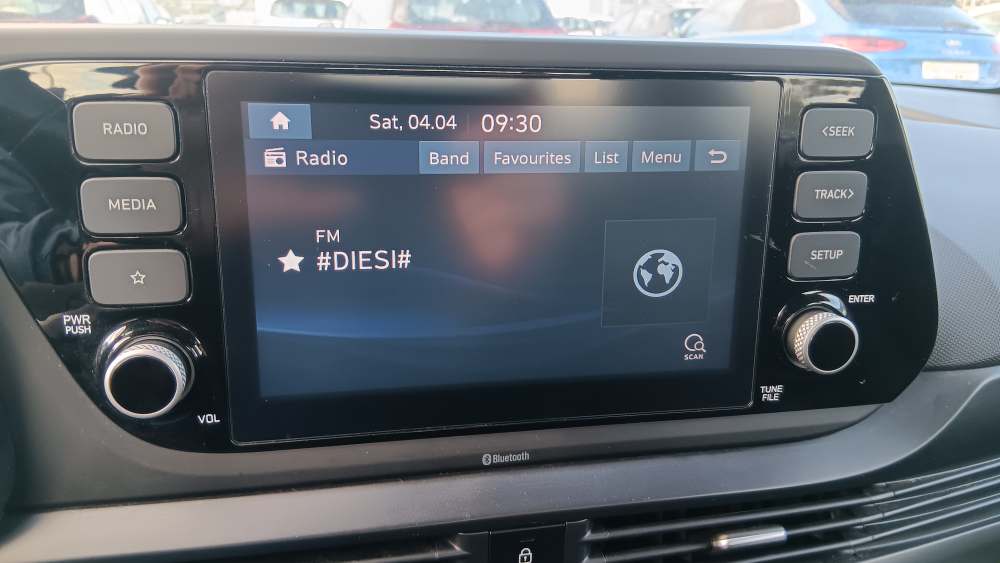 RADIO
MEDIA
PWR
PUSH
VOL
Sat, 04.04 09:30
Radio Band Favourites List Menu
FM
#DIESI#
SCAN
<SEEK
TRACK>
SETUP
ENTER
TUNE
FILE
Bluetooth